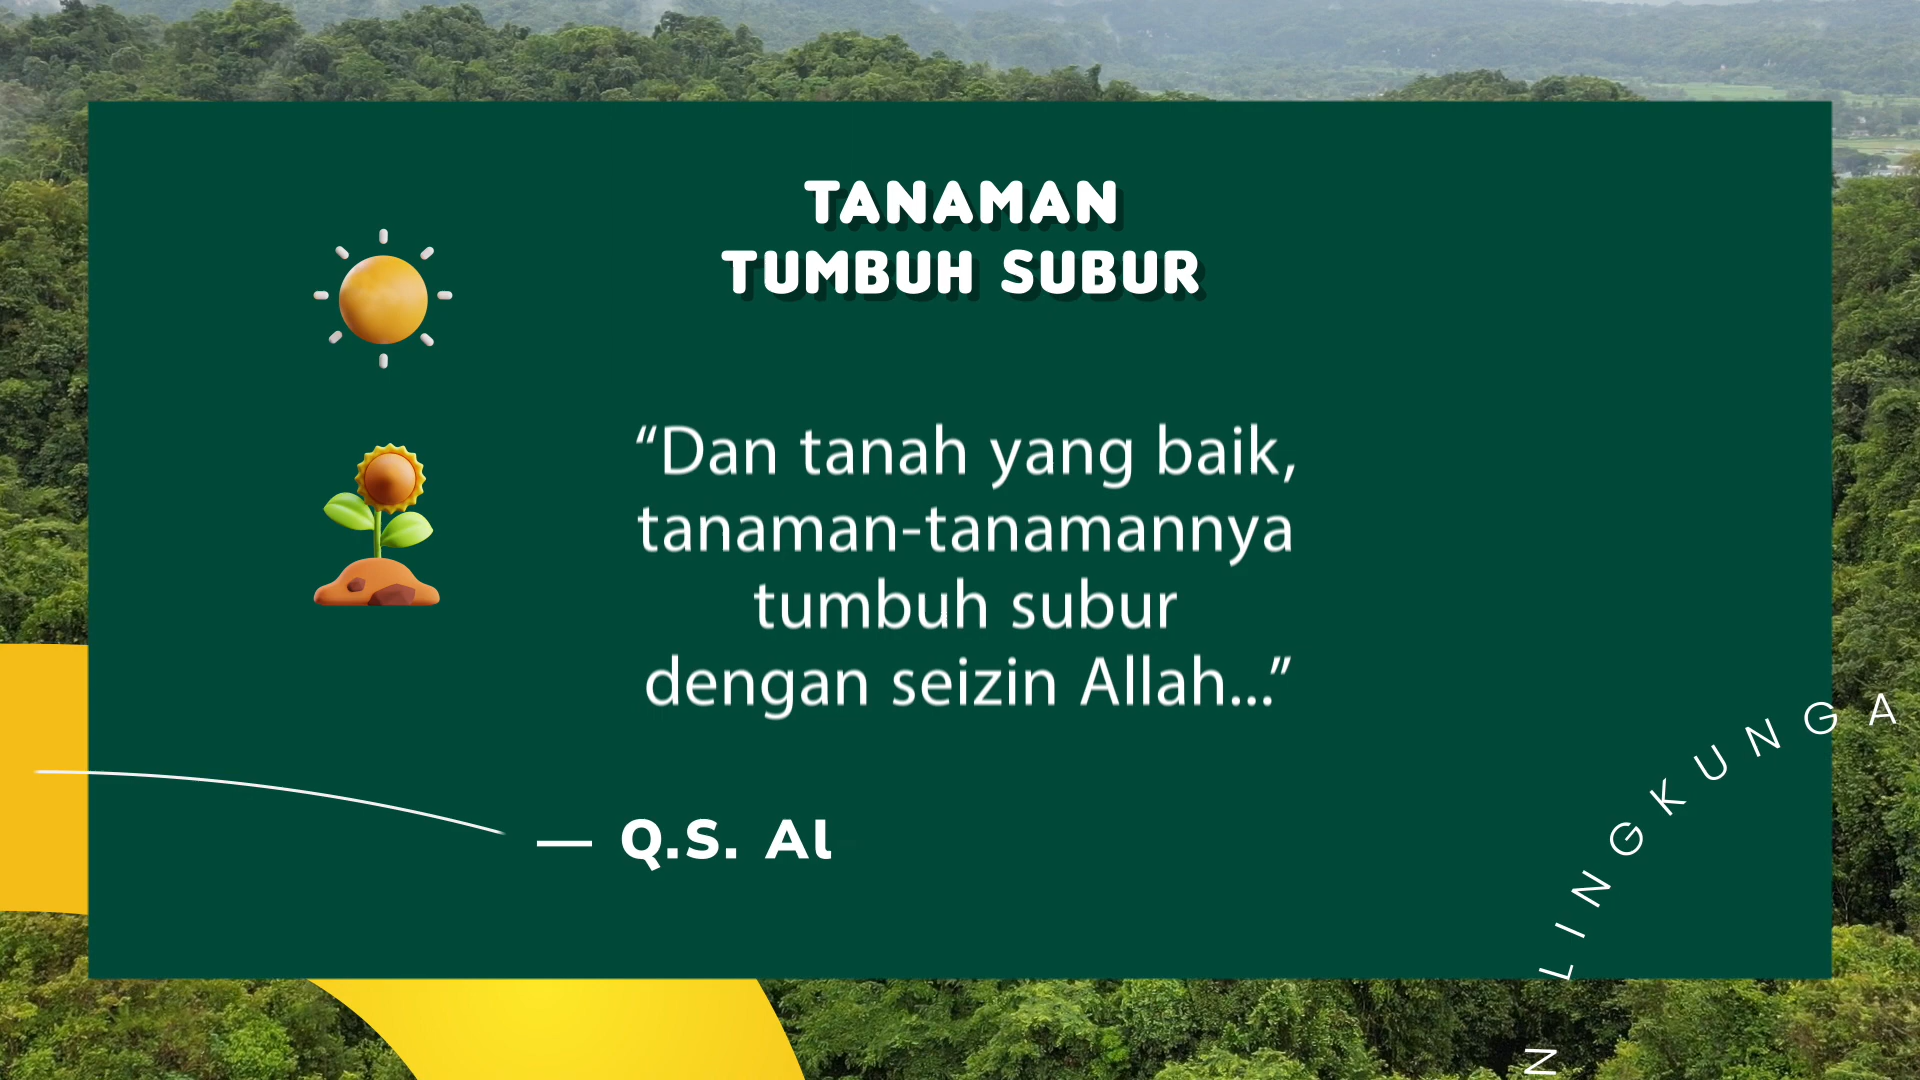 TANAMAN
TUMBUH SUBUR
“Dan tanah yang baik,
tanaman-tanamannya
tumbuh subur
dengan seizin Allah...”
— Q.S. Al
N LINGKUNGA